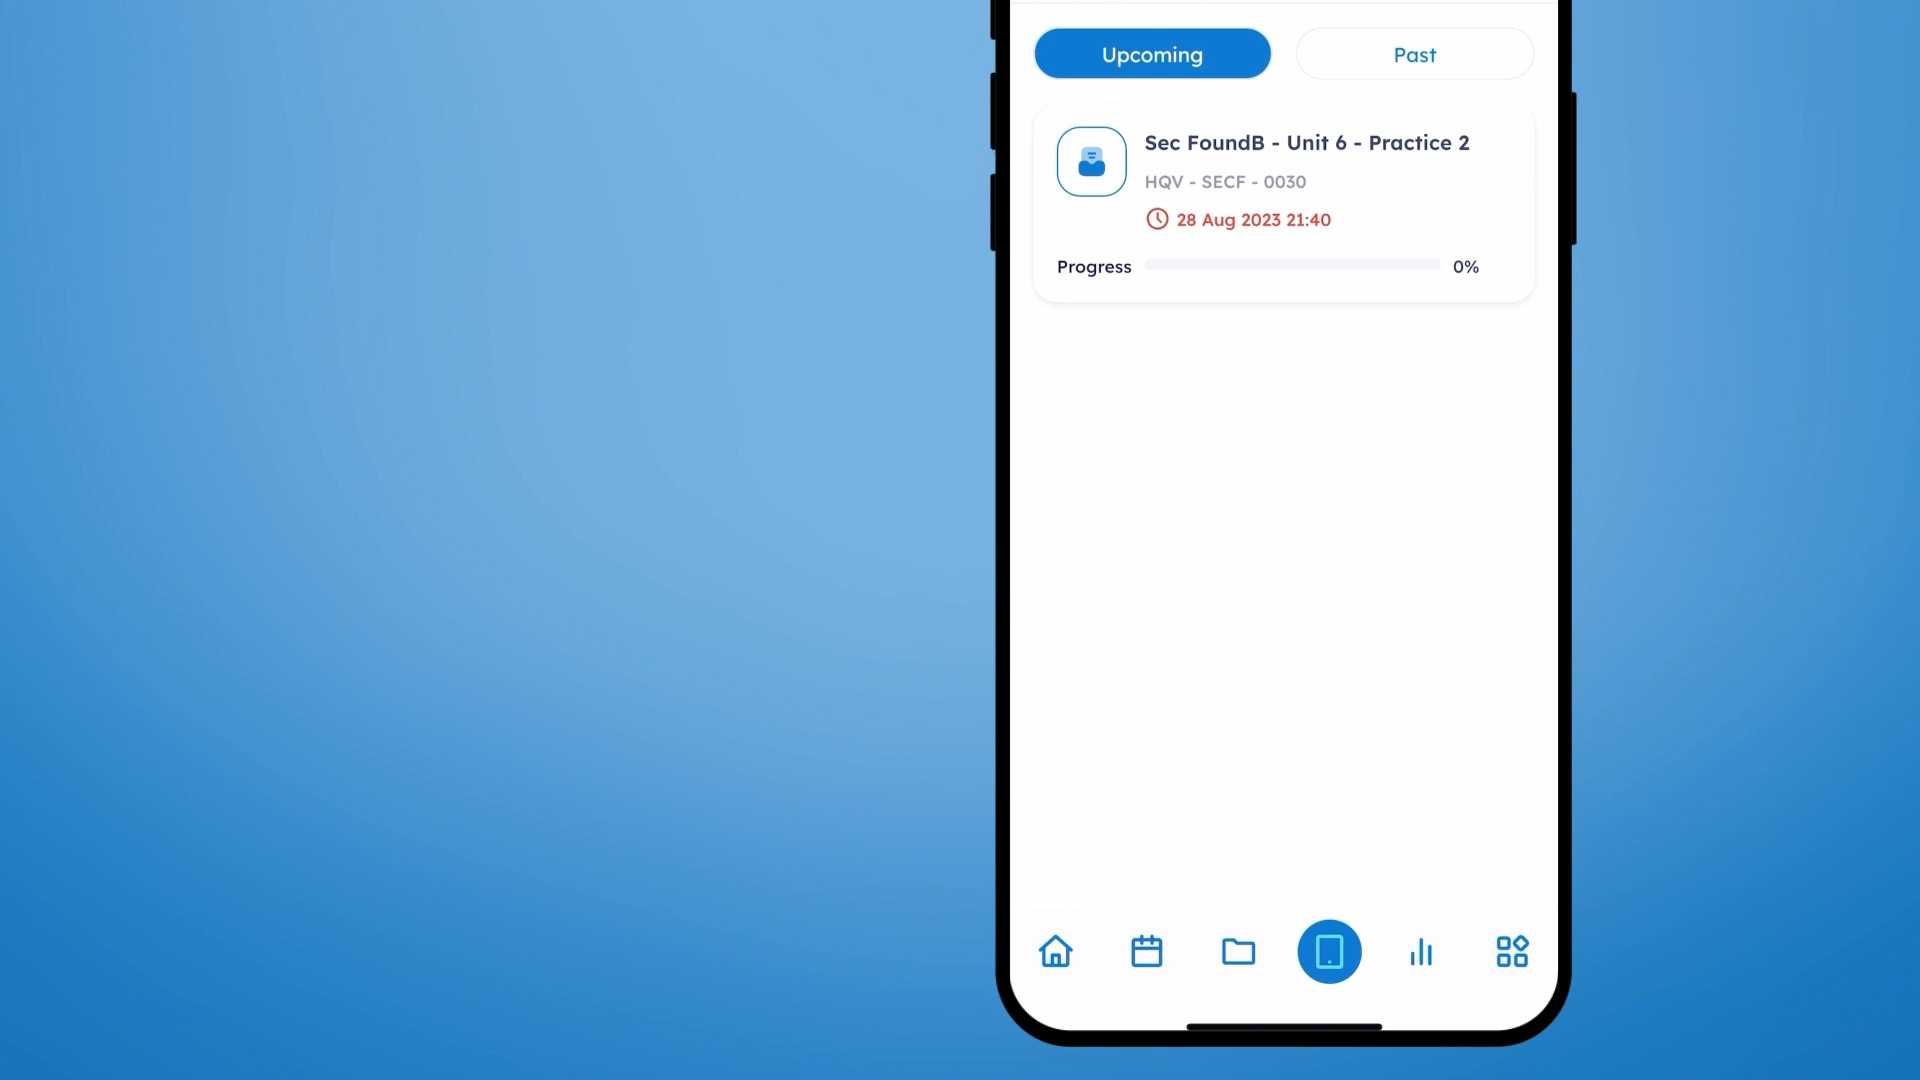 Upcoming
Past
Sec FoundB - Unit 6 - Practice 2
HQV - SECF - 0030
28 Aug 2023 21:40
Progress
0%